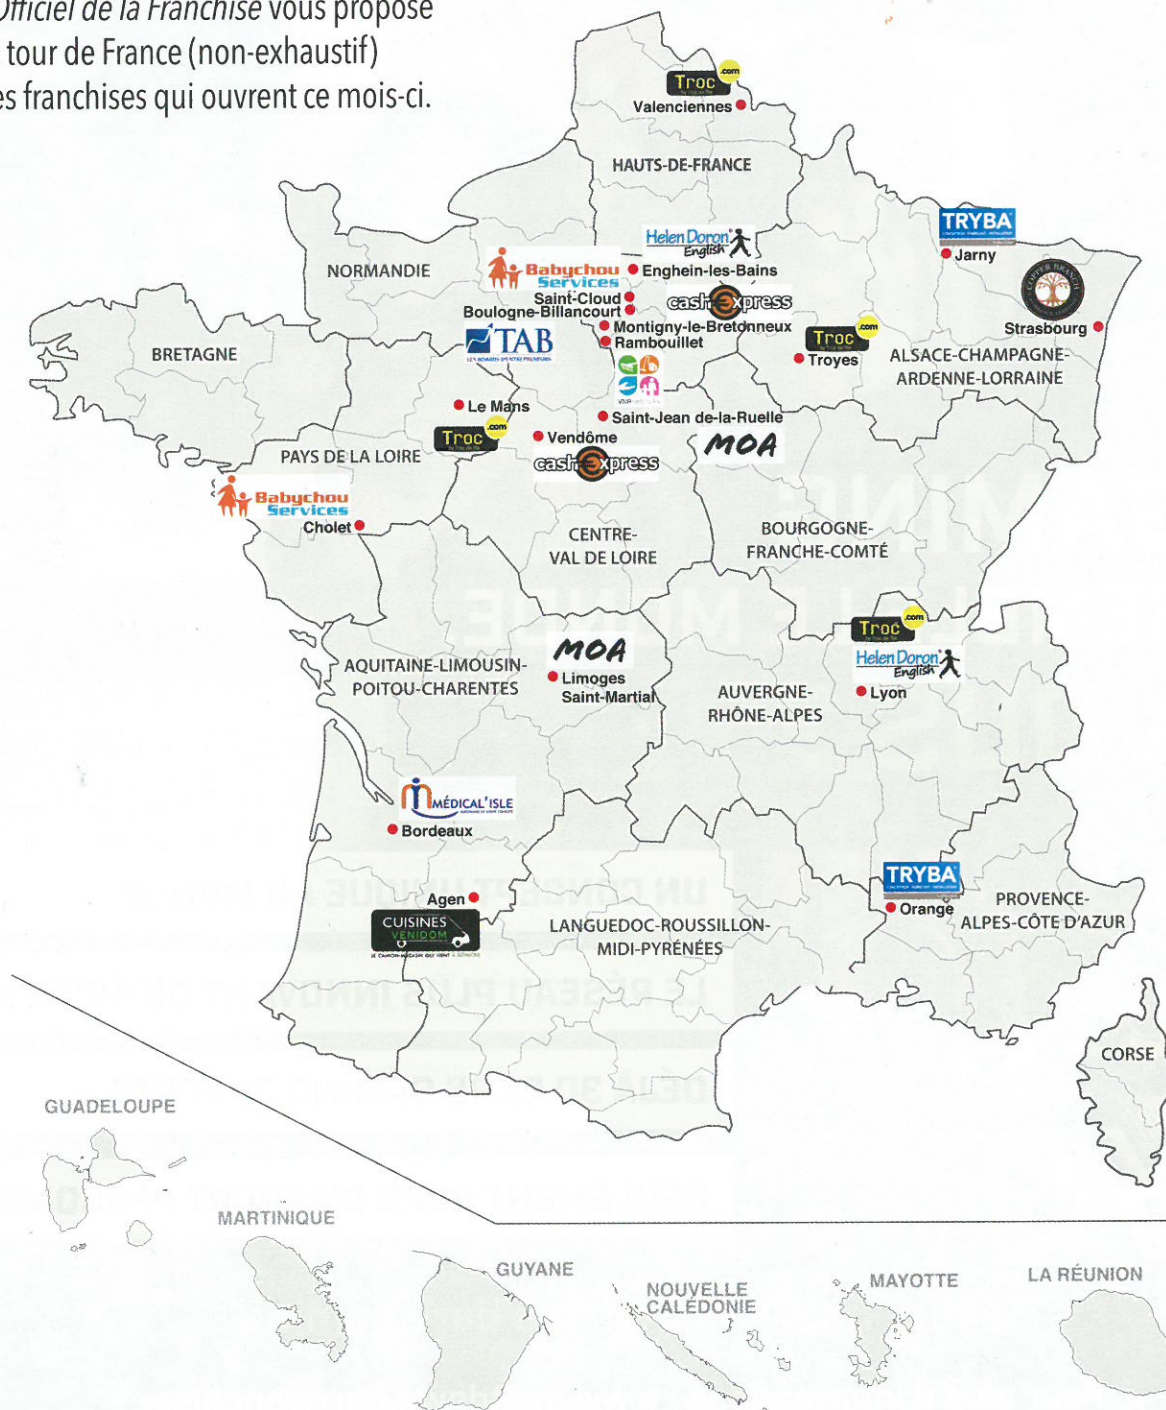 Officiel de la Franchise vous propose
tour de France (non-exhaustif)
es franchises qui ouvrent ce mois-ci.
Troc .com
Valenciennes
HAUTS-DE-FRANCE
TRYBA
Jarny
Helen Doron
English
NORMANDIE
Babychou
Services
Enghein-les-Bains
cash express
COPPER BRANCH
Saint-Cloud
Boulogne-Billancourt
Montigny-le-Bretonneux
Rambouillet
Strasbourg
TAB
Troc .com
Troyes
BRETAGNE
ALSACE-CHAMPAGNE-
ARDENNE-LORRAINE
Le Mans
Saint-Jean de-la-Ruelle
Troc .com
Vendôme
MOA
PAYS DE LA LOIRE
cash express
Babychou
Services
Cholet
CENTRE-
VAL DE LOIRE
BOURGOGNE-
FRANCHE-COMTÉ
Troc .com
MOA
Helen Doron
English
AQUITAINE-LIMOUSIN-
POITOU-CHARENTES
Limoges
Saint-Martial
AUVERGNE-
RHÔNE-ALPES
Lyon
MÉDICAL'ISLE
Bordeaux
TRYBA
Agen
Orange
PROVENCE-
ALPES-CÔTE D'AZUR
CUISINES
VENIDOM
LANGUEDOC-ROUSSILLON-
MIDI-PYRÉNÉES
CORSE
GUADELOUPE
MARTINIQUE
GUYANE
NOUVELLE
CALÉDONIE
MAYOTTE
LA RÉUNION